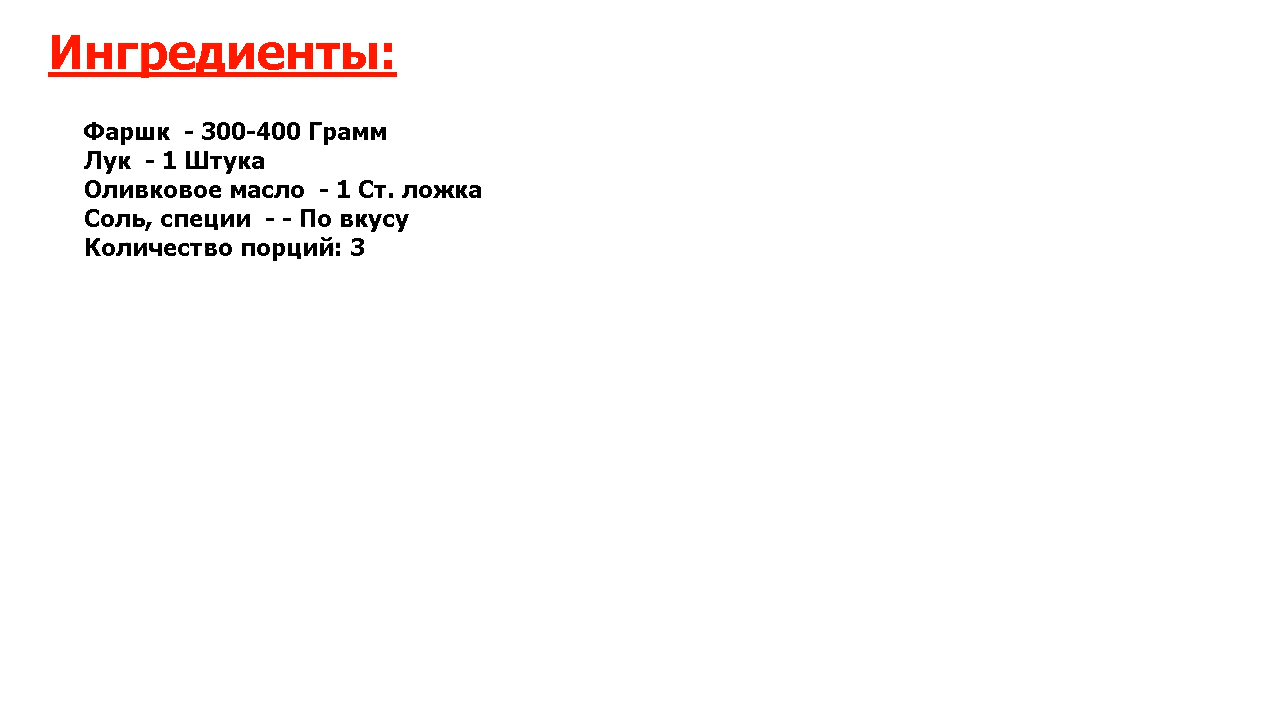 Ингредиенты:
Фаршк  - 300-400 Грамм
Лук  - 1 Штука
Оливковое масло  - 1 Ст. ложка
Соль, специи  - - По вкусу
Количество порций: 3